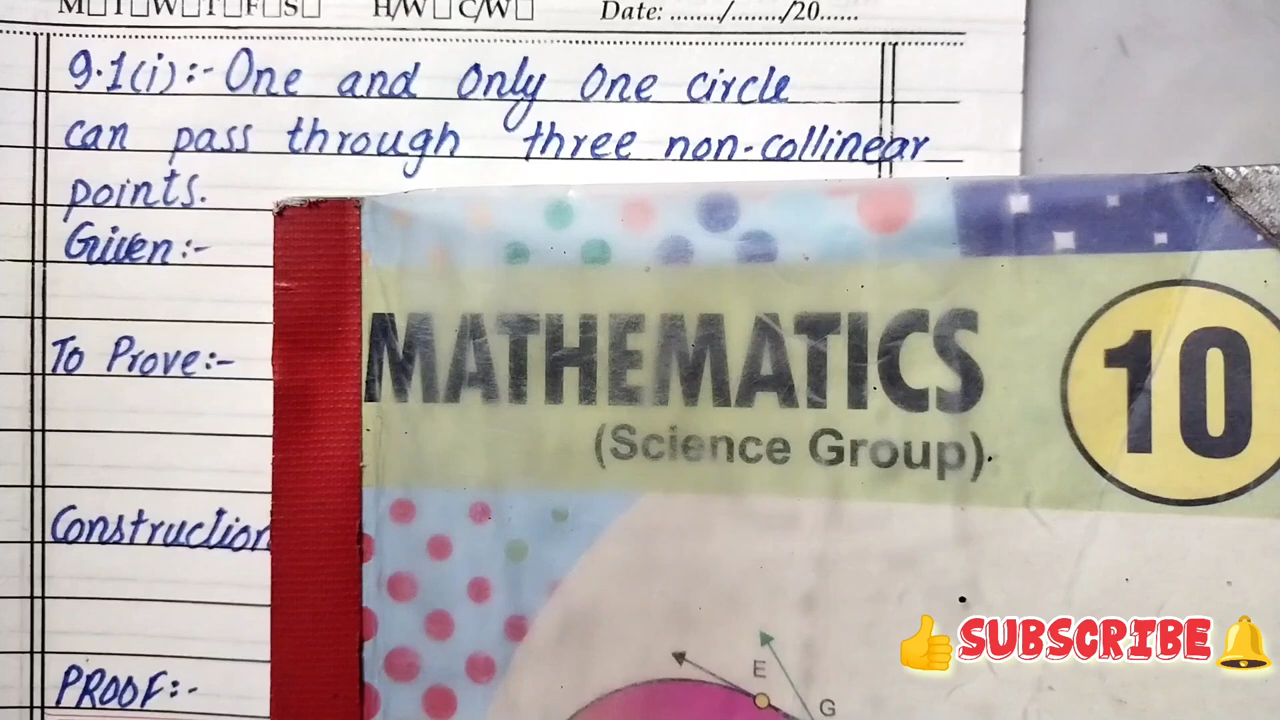 M☐T☐W☐T☐F☐S☐ H/W☐ C/W☐ Date: ......../......../20......
9.1(i):- One and only one circle
can pass through three non-collinear
points.
Given:-
To Prove:-
Construction
PROOF:-
MATHEMATICS
(Science Group)
10
E
G
SUBSCRIBE